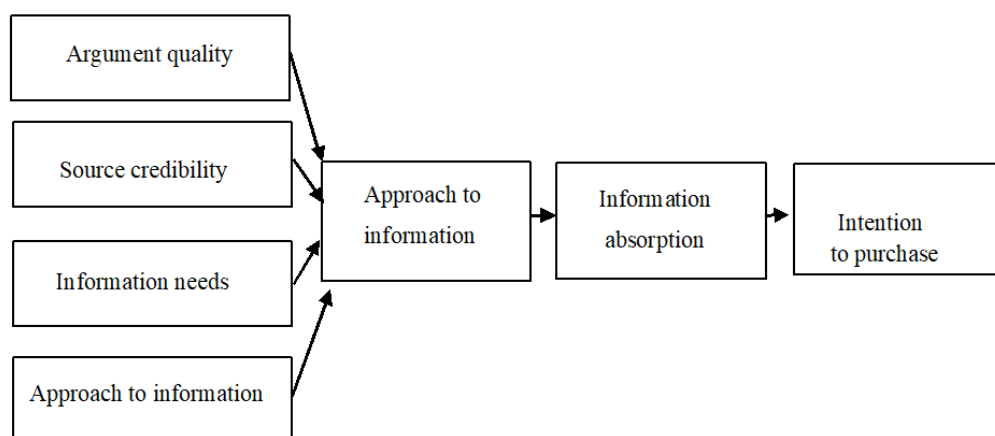 Argument quality
Source credibility
Information needs
Approach to information
Approach to
information
Information
absorption
Intention
to purchase